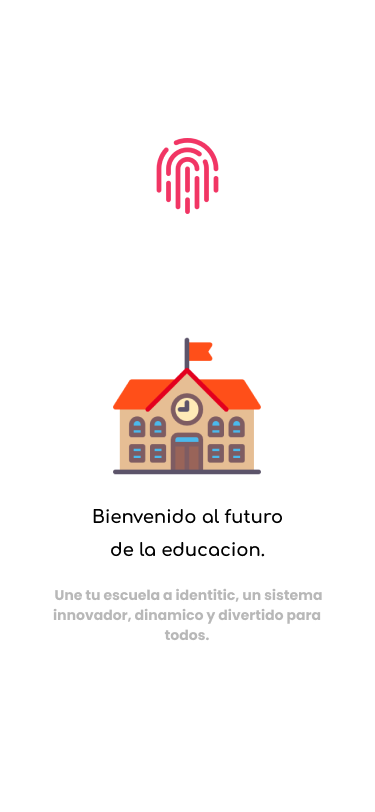 Bienvenido al futuro
de la educacion.
Une tu escuela a identitic, un sistema
innovador, dinamico y divertido para
todos.